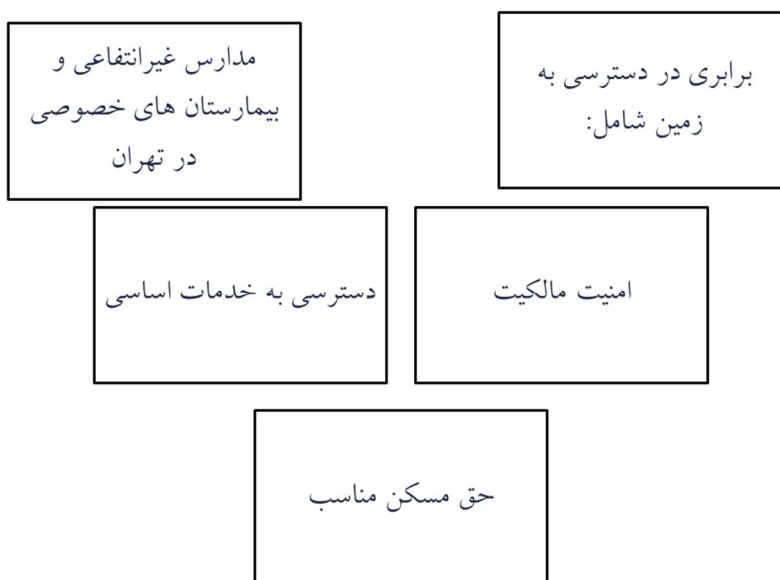 برابری در دسترسی به
زمین شامل:
مدارس غیرانتفاعی و
بیمارستان های خصوصی
در تهران
امنیت مالکیت
دسترسی به خدمات اساسی
حق مسکن مناسب